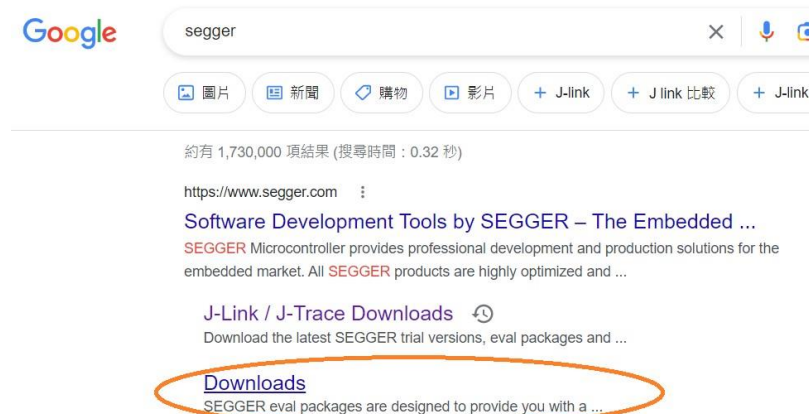 Google
segger
圖片 新聞 購物 影片 + J-link + J link 比較 + J-link
約有 1,730,000 項結果 (搜尋時間：0.32 秒)
https://www.segger.com
Software Development Tools by SEGGER – The Embedded ...
SEGGER Microcontroller provides professional development and production solutions for the
embedded market. All SEGGER products are highly optimized and ...
J-Link / J-Trace Downloads
Download the latest SEGGER trial versions, eval packages and ...
Downloads
SEGGER eval packages are designed to provide you with a ...